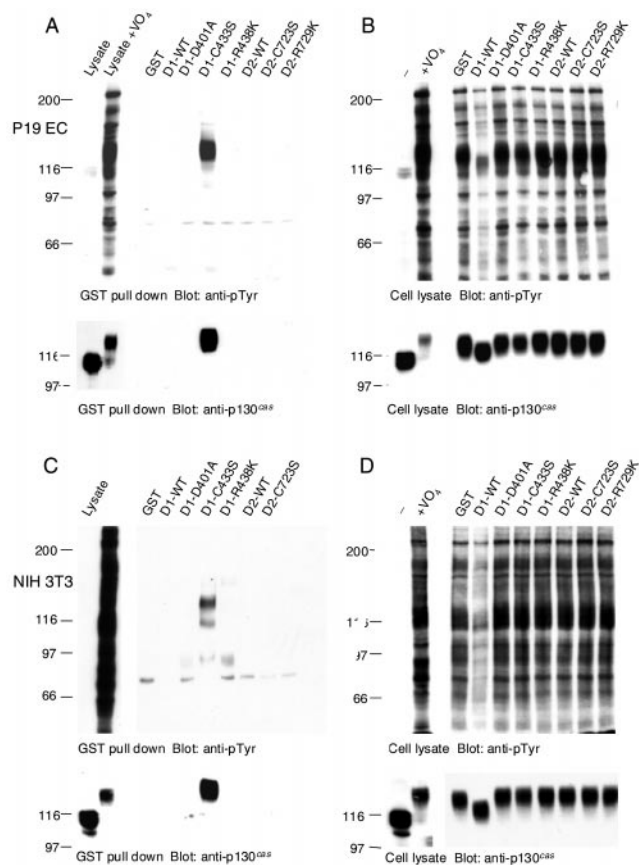 A
Lysate
Lysate +VO4
GST
D1-WT
D1-D401A
D1-C433S
D1-R438K
D2-WT
D2-C723S
D2-R729K
200
P19 EC
116
97
66
GST pull down Blot: anti-pTyr
116
97
GST pull down Blot: anti-p130cas
B
–
+VO4
GST
D1-WT
D1-D401A
D1-C433S
D1-R438K
D2-WT
D2-C723S
D2-R729K
200
116
97
66
Cell lysate Blot: anti-pTyr
116
97
Cell lysate Blot: anti-p130cas
C
Lysate
GST
D1-WT
D1-D401A
D1-C433S
D1-R438K
D2-WT
D2-C723S
D2-R729K
200
NIH 3T3
116
97
66
GST pull down Blot: anti-pTyr
116
97
GST pull down Blot: anti-p130cas
D
–
+VO4
GST
D1-WT
D1-D401A
D1-C433S
D1-R438K
D2-WT
D2-C723S
D2-R729K
200
66
Cell lysate Blot: anti-pTyr
116
97
Cell lysate Blot: anti-p130cas